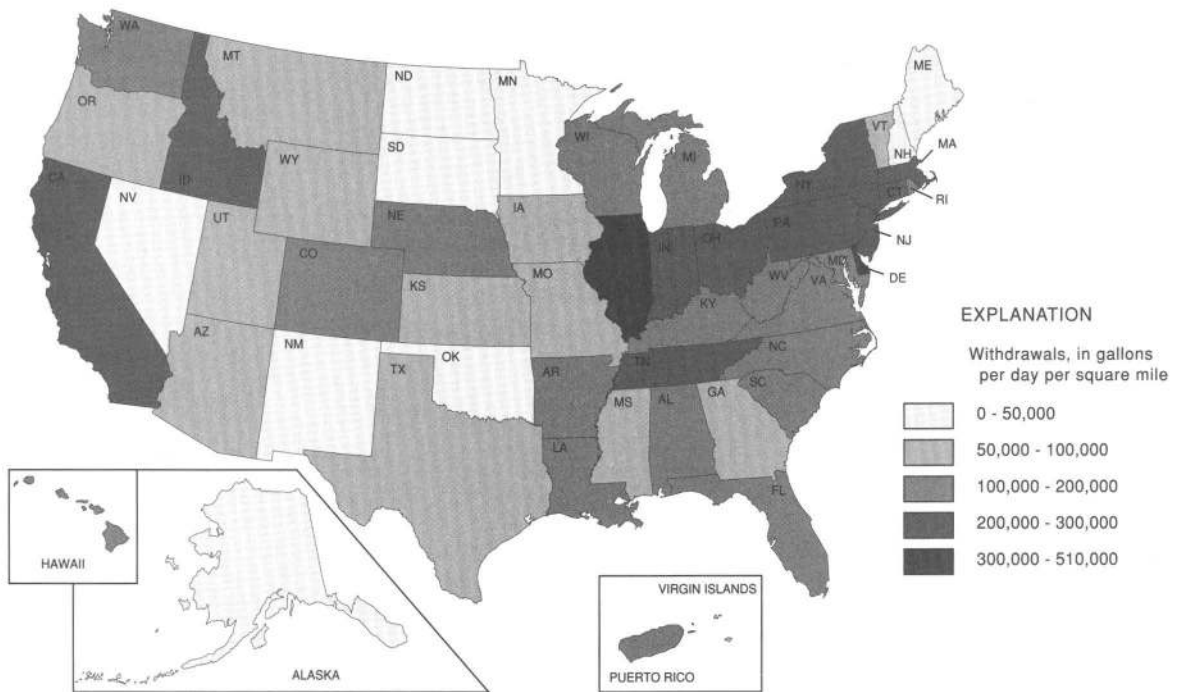 WA
MT
ND
MN
ME
OR
VT
ID
WY
SD
WI
MI
NH
MA
CA
NV
UT
NE
IA
NY
CT
RI
PA
NJ
CO
IN
OH
MD
DE
KS
MO
WV
VA
KY
AZ
NM
OK
TX
AR
TN
NC
SC
MS
AL
GA
LA
FL
EXPLANATION
Withdrawals, in gallons
per day per square mile
0 - 50,000
50,000 - 100,000
100,000 - 200,000
200,000 - 300,000
300,000 - 510,000
HAWAII
ALASKA
VIRGIN ISLANDS
PUERTO RICO